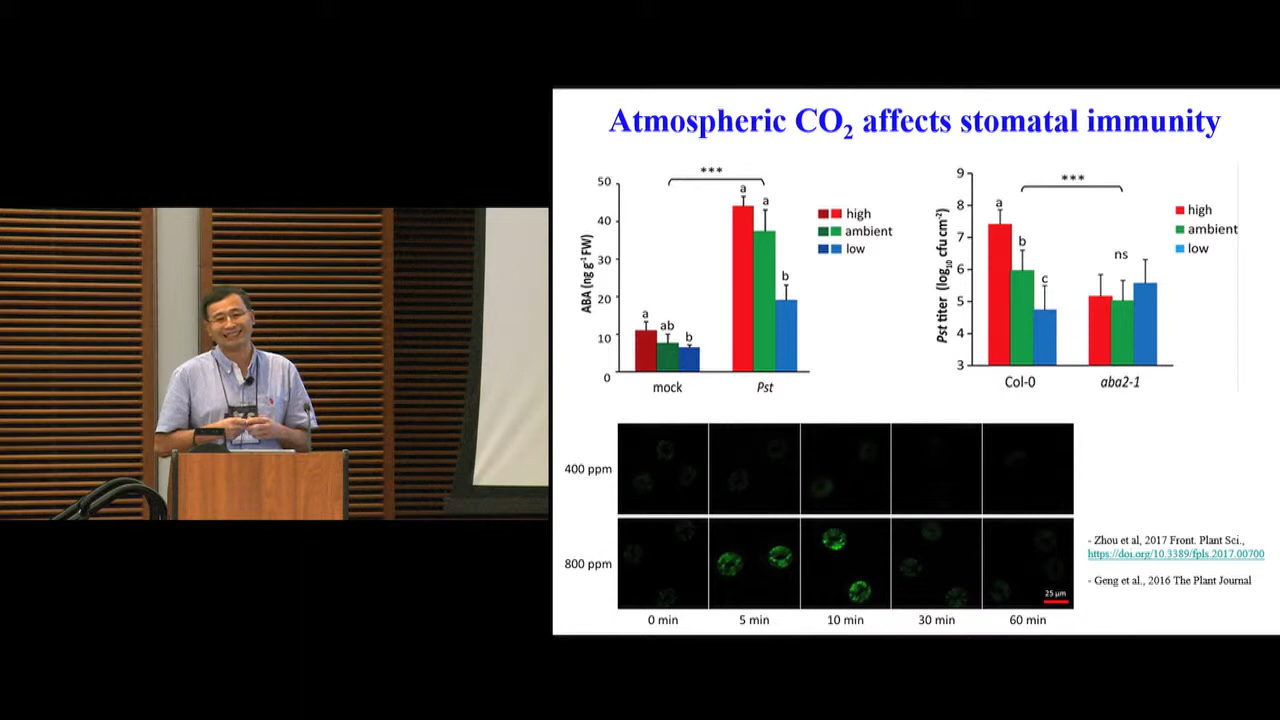 Atmospheric CO₂ affects stomatal immunity
ABA (ng g⁻¹ FW)
50
40
30
20
10
0
***
a
ab
b
a
a
b
mock
Pst
high
ambient
low
Pst titer (log₁₀ cfu cm⁻²)
9
8
7
6
5
4
3
***
a
b
c
ns
Col-0
aba2-1
high
ambient
low
400 ppm
800 ppm
25 µm
0 min
5 min
10 min
30 min
60 min
- Zhou et al, 2017 Front. Plant Sci.,
https://doi.org/10.3389/fpls.2017.00700
- Geng et al., 2016 The Plant Journal